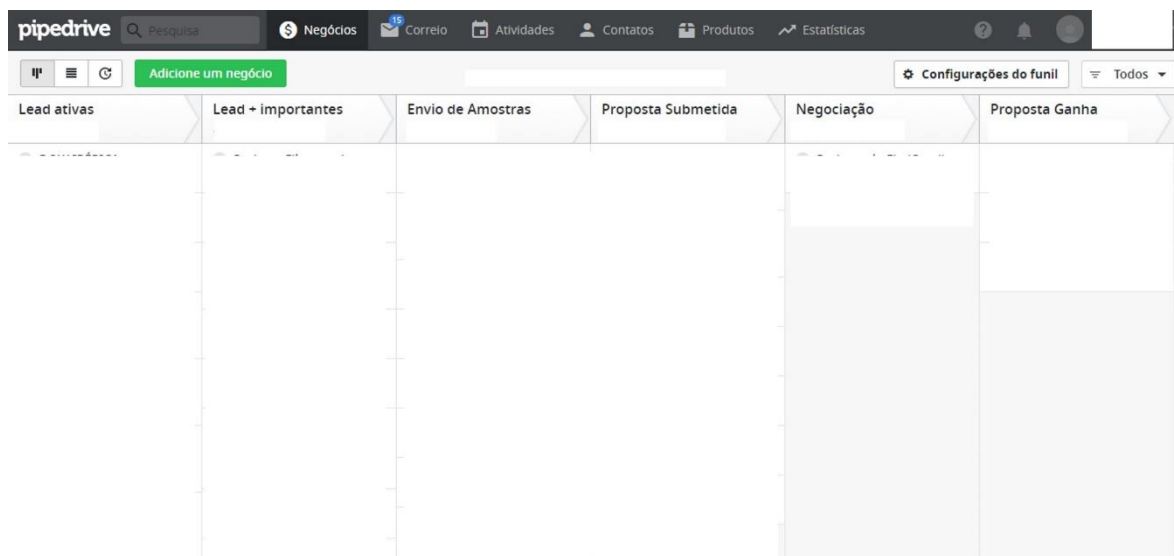 pipedrive Pesquisa Negócios 15 Correio Atividades Contatos Produtos Estatísticas
Adicione um negócio Configurações do funil Todos
Lead ativas Lead + importantes Envio de Amostras Proposta Submetida Negociação Proposta Ganha